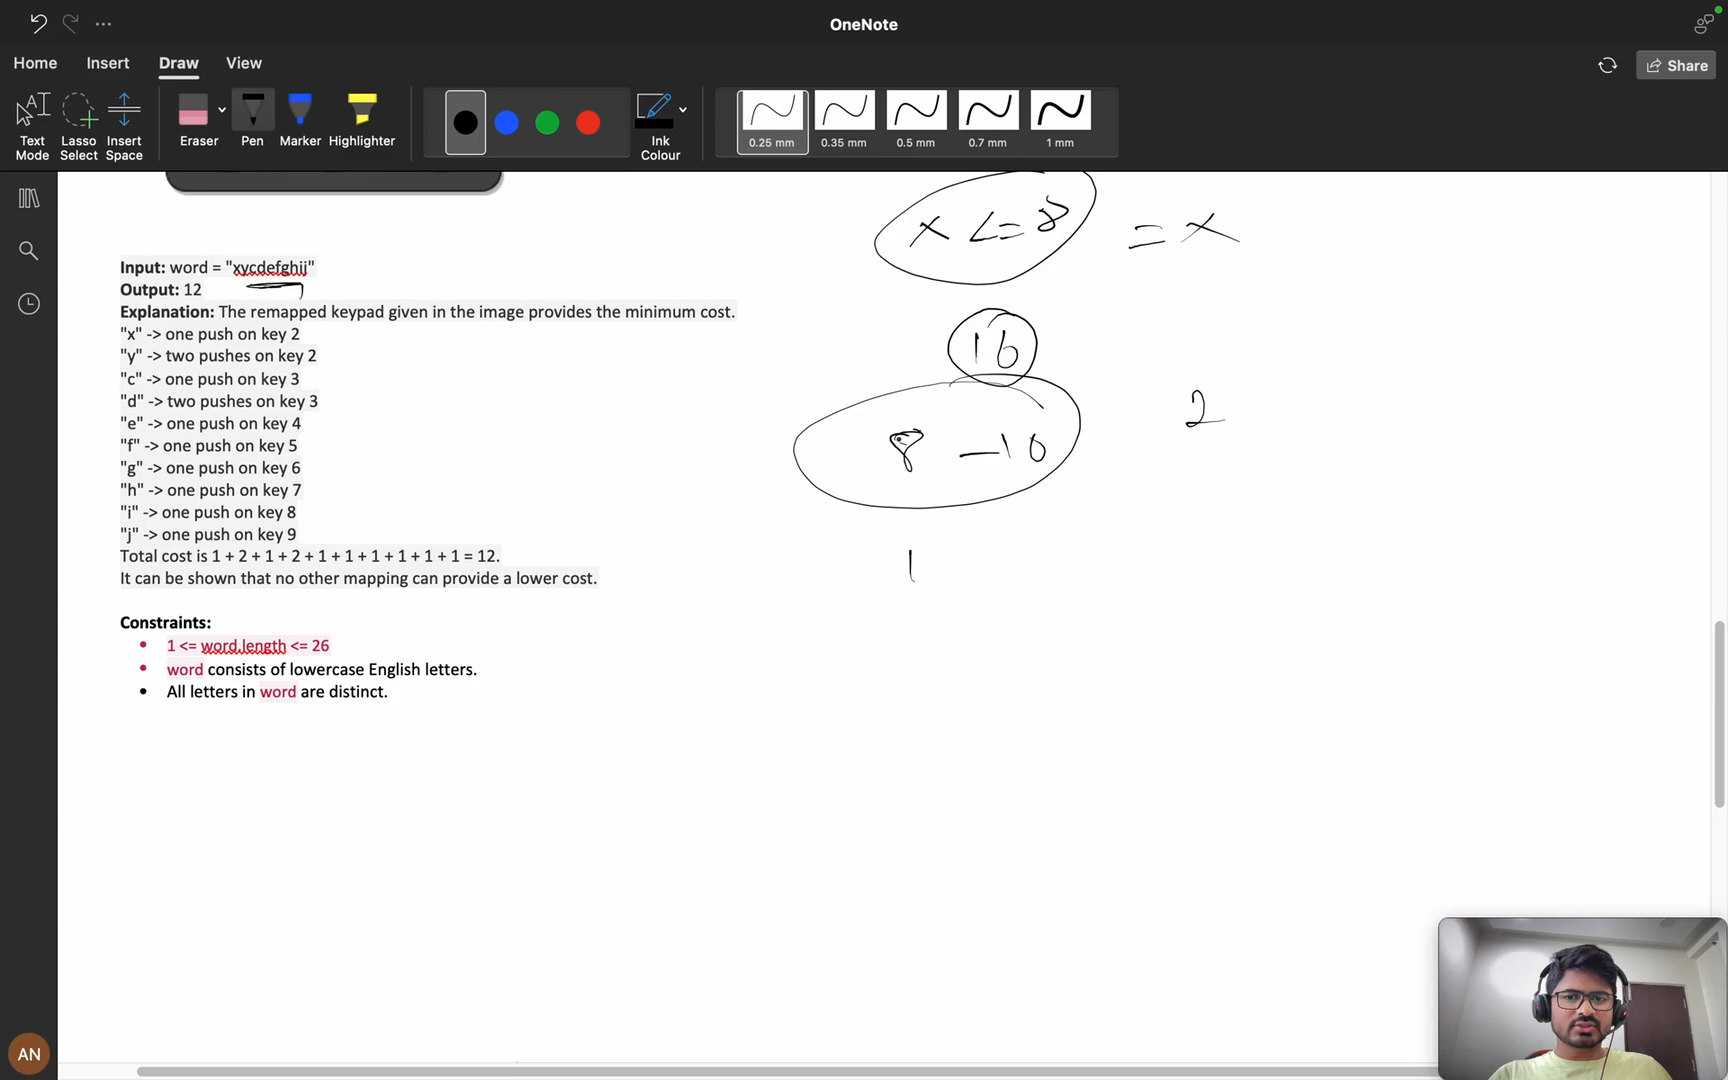 OneNote
Home Insert Draw View
Share
Text Mode
Lasso Select
Insert Space
Eraser
Pen
Marker
Highlighter
Ink Colour
0.25 mm
0.35 mm
0.5 mm
0.7 mm
1 mm
Input: word = "xycdefghij"
Output: 12
Explanation: The remapped keypad given in the image provides the minimum cost.
"x" -> one push on key 2
"y" -> two pushes on key 2
"c" -> one push on key 3
"d" -> two pushes on key 3
"e" -> one push on key 4
"f" -> one push on key 5
"g" -> one push on key 6
"h" -> one push on key 7
"i" -> one push on key 8
"j" -> one push on key 9
Total cost is 1 + 2 + 1 + 2 + 1 + 1 + 1 + 1 + 1 + 1 = 12.
It can be shown that no other mapping can provide a lower cost.
Constraints:
• 1 <= word.length <= 26
• word consists of lowercase English letters.
• All letters in word are distinct.
x <= 8 = x
16
2
8 - 10
1
AN